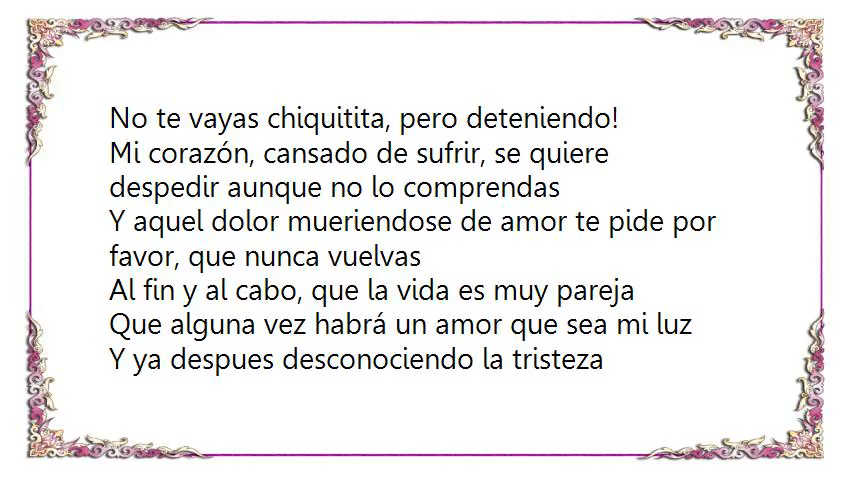 No te vayas chiquitita, pero deteniendo!
Mi corazón, cansado de sufrir, se quiere
despedir aunque no lo comprendas
Y aquel dolor mueriendose de amor te pide por
favor, que nunca vuelvas
Al fin y al cabo, que la vida es muy pareja
Que alguna vez habrá un amor que sea mi luz
Y ya despues desconociendo la tristeza